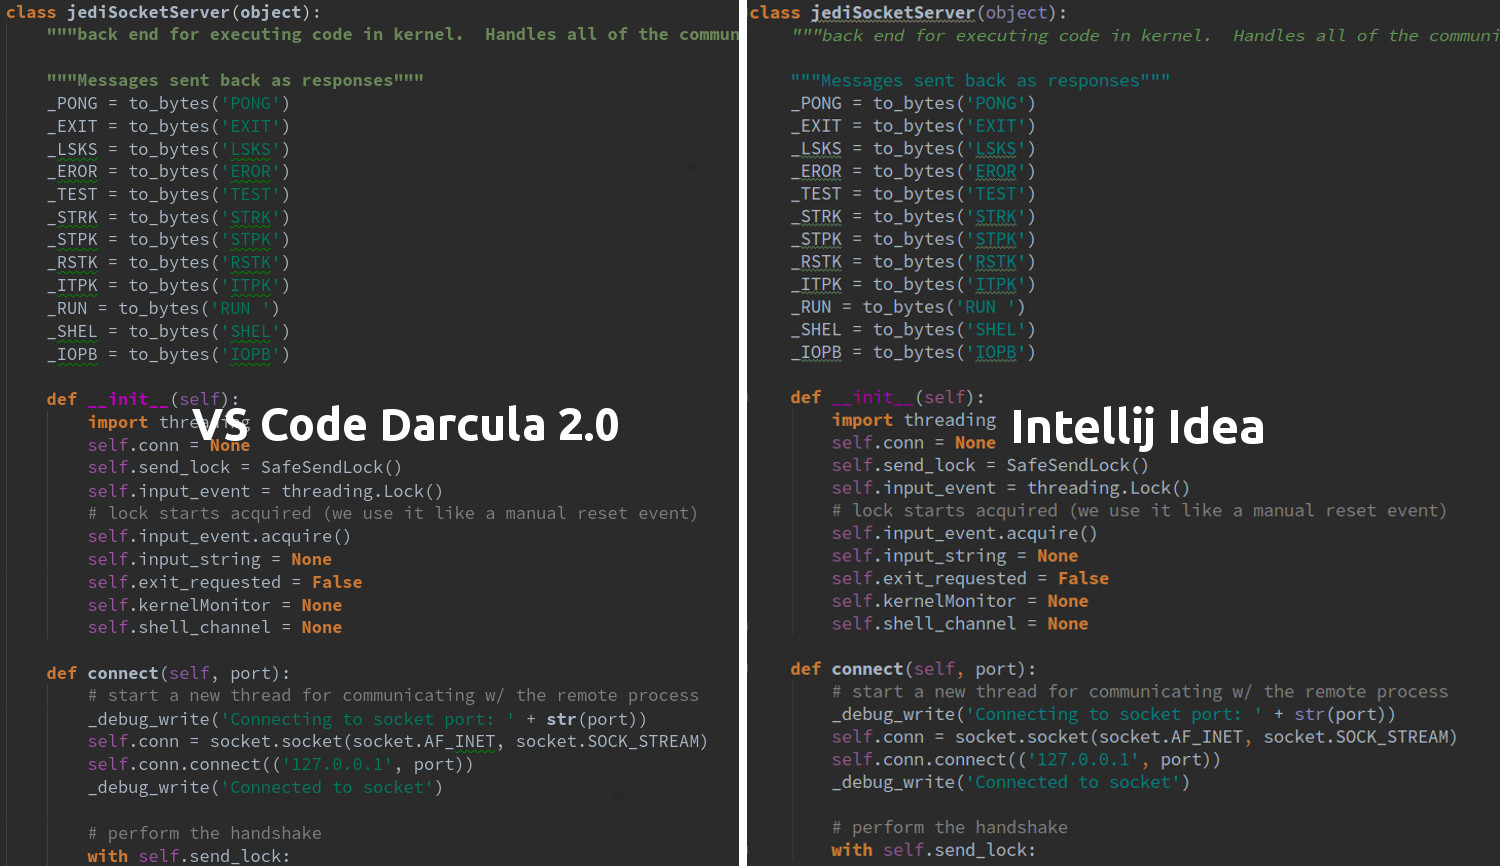 class jediSocketServer(object):
    """back end for executing code in kernel.  Handles all of the commun

    """Messages sent back as responses"""
    _PONG = to_bytes('PONG')
    _EXIT = to_bytes('EXIT')
    _LSKS = to_bytes('LSKS')
    _EROR = to_bytes('EROR')
    _TEST = to_bytes('TEST')
    _STRK = to_bytes('STRK')
    _STPK = to_bytes('STPK')
    _RSTK = to_bytes('RSTK')
    _ITPK = to_bytes('ITPK')
    _RUN = to_bytes('RUN ')
    _SHEL = to_bytes('SHEL')
    _IOPB = to_bytes('IOPB')

    def __init__(self):
        import threading
        self.conn = None
        self.send_lock = SafeSendLock()
        self.input_event = threading.Lock()
        # lock starts acquired (we use it like a manual reset event)
        self.input_event.acquire()
        self.input_string = None
        self.exit_requested = False
        self.kernelMonitor = None
        self.shell_channel = None

    def connect(self, port):
        # start a new thread for communicating w/ the remote process
        _debug_write('Connecting to socket port: ' + str(port))
        self.conn = socket.socket(socket.AF_INET, socket.SOCK_STREAM)
        self.conn.connect(('127.0.0.1', port))
        _debug_write('Connected to socket')

        # perform the handshake
        with self.send_lock:
VS Code Darcula 2.0
class jediSocketServer(object):
    """back end for executing code in kernel.  Handles all of the communi

    """Messages sent back as responses"""
    _PONG = to_bytes('PONG')
    _EXIT = to_bytes('EXIT')
    _LSKS = to_bytes('LSKS')
    _EROR = to_bytes('EROR')
    _TEST = to_bytes('TEST')
    _STRK = to_bytes('STRK')
    _STPK = to_bytes('STPK')
    _RSTK = to_bytes('RSTK')
    _ITPK = to_bytes('ITPK')
    _RUN = to_bytes('RUN ')
    _SHEL = to_bytes('SHEL')
    _IOPB = to_bytes('IOPB')

    def __init__(self):
        import threading
        self.conn = None
        self.send_lock = SafeSendLock()
        self.input_event = threading.Lock()
        # lock starts acquired (we use it like a manual reset event)
        self.input_event.acquire()
        self.input_string = None
        self.exit_requested = False
        self.kernelMonitor = None
        self.shell_channel = None

    def connect(self, port):
        # start a new thread for communicating w/ the remote process
        _debug_write('Connecting to socket port: ' + str(port))
        self.conn = socket.socket(socket.AF_INET, socket.SOCK_STREAM)
        self.conn.connect(('127.0.0.1', port))
        _debug_write('Connected to socket')

        # perform the handshake
        with self.send_lock:
Intellij Idea